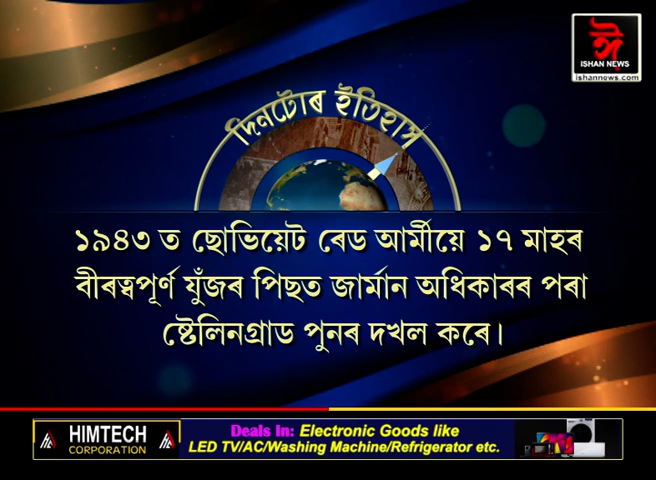 ঈ
ISHAN NEWS
ishannews.com
দিনটোৰ ইতিহাস
১৯৪৩ ত ছোভিয়েট ৰেড আৰ্মীয়ে ১৭ মাহৰ
বীৰত্বপূৰ্ণ যুঁজৰ পিছত জাৰ্মান অধিকাৰৰ পৰা
ষ্টেলিনগ্ৰাড পুনৰ দখল কৰে।
HIMTECH
CORPORATION
Deals In: Electronic Goods like
LED TV/AC/Washing Machine/Refrigerator etc.